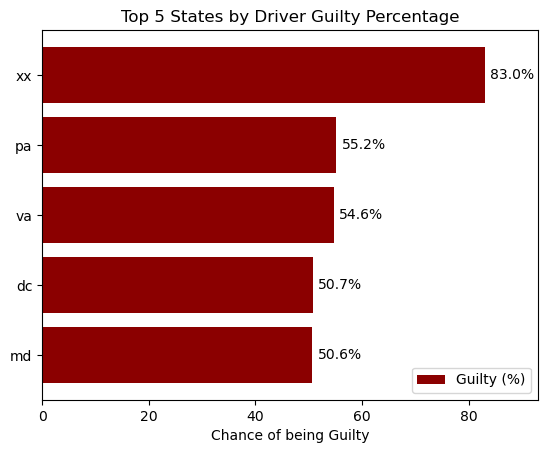 Top 5 States by Driver Guilty Percentage
xx
83.0%
pa
55.2%
va
54.6%
dc
50.7%
md
50.6%
Guilty (%)
0 20 40 60 80
Chance of being Guilty